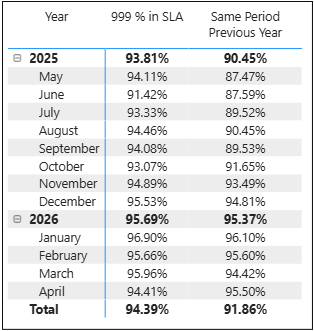 Year 999 % in SLA Same Period
Previous Year
2025 93.81% 90.45%
May 94.11% 87.47%
June 91.42% 87.59%
July 93.33% 89.52%
August 94.46% 90.45%
September 94.08% 89.53%
October 93.07% 91.65%
November 94.89% 93.49%
December 95.53% 94.81%
2026 95.69% 95.37%
January 96.90% 96.10%
February 95.66% 95.60%
March 95.96% 94.42%
April 94.41% 95.50%
Total 94.39% 91.86%